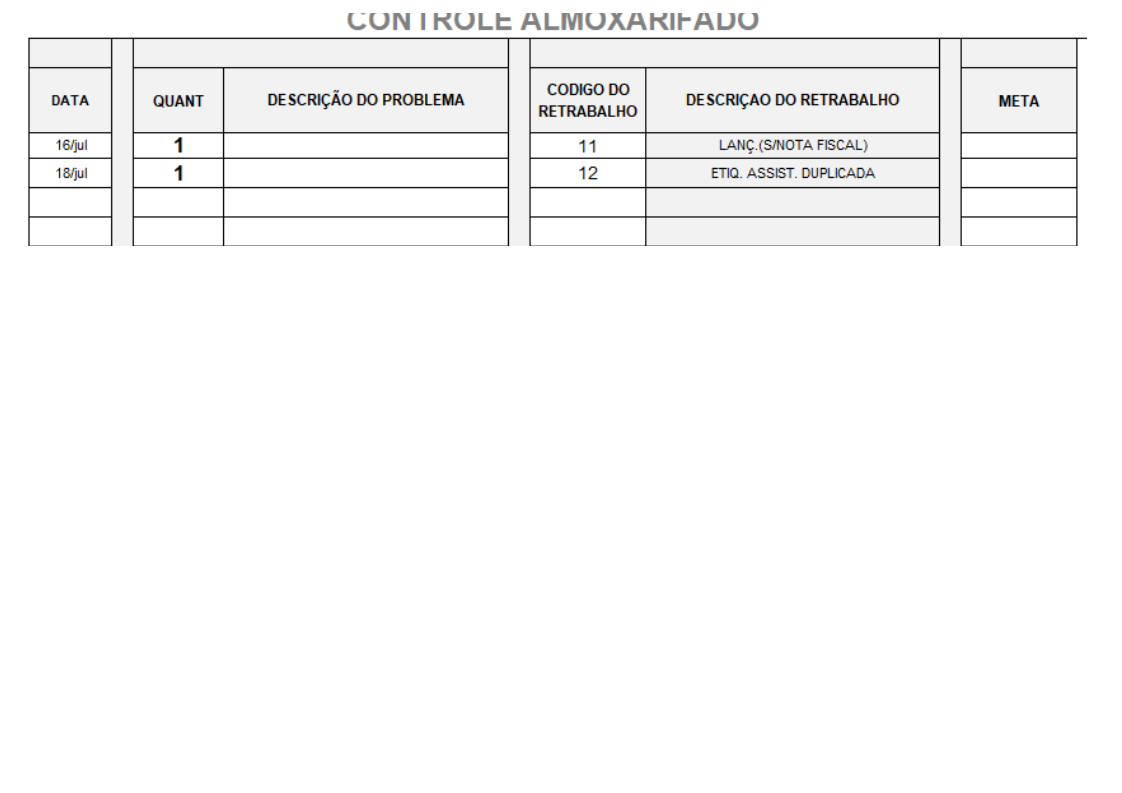 CONTROLE ALMOXARIFADO
DATA QUANT DESCRIÇÃO DO PROBLEMA CODIGO DO RETRABALHO DESCRIÇAO DO RETRABALHO META
16/jul 1 11 LANÇ.(S/NOTA FISCAL)
18/jul 1 12 ETIQ. ASSIST. DUPLICADA